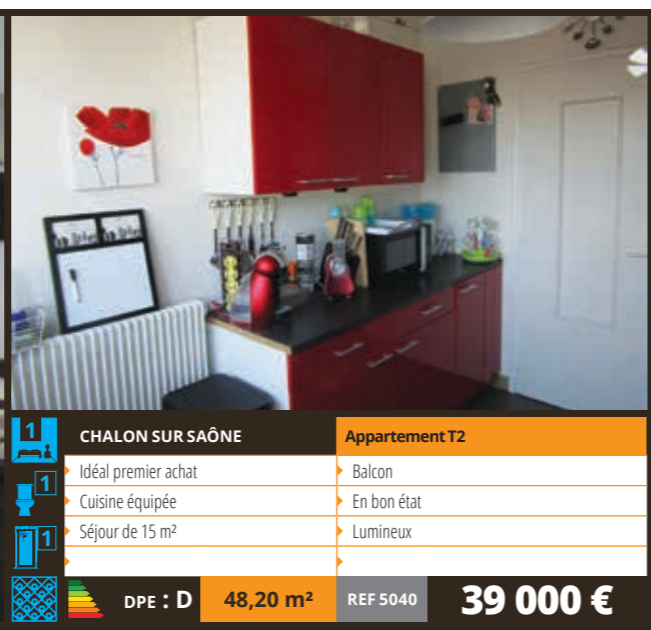 1
CHALON SUR SAÔNE
Appartement T2
Idéal premier achat
Balcon
1
Cuisine équipée
En bon état
Séjour de 15 m²
Lumineux
1
DPE : D
48,20 m²
REF 5040
39 000 €